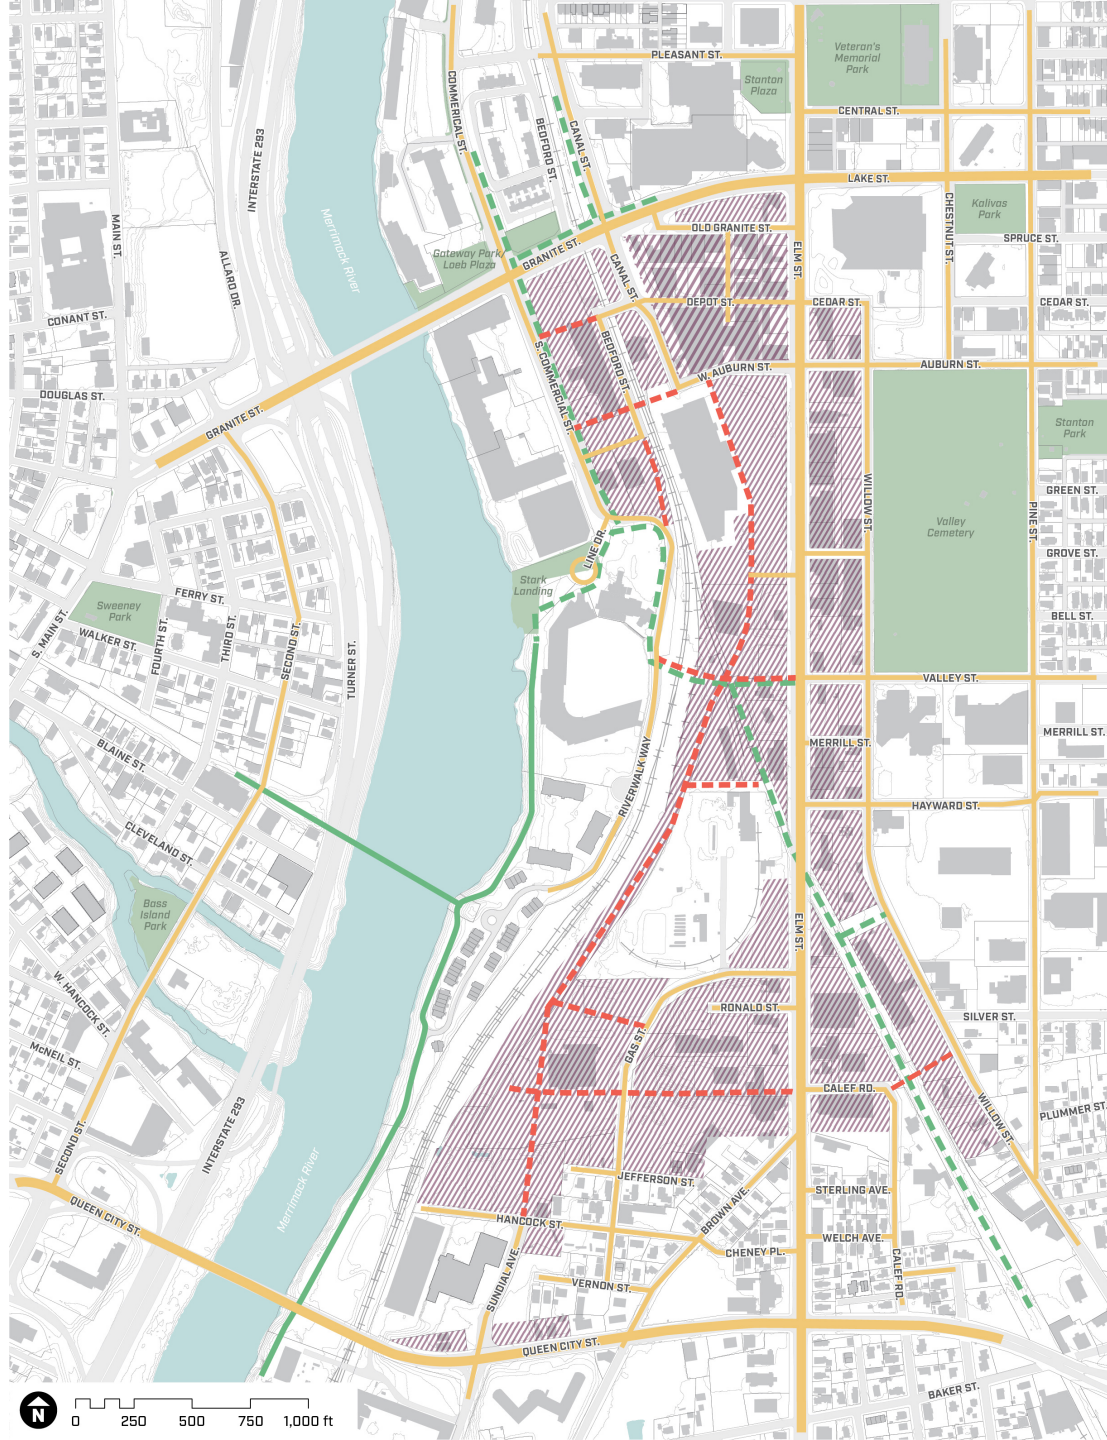 PLEASANT ST.
Veteran's
Memorial
Park
Stanton
Plaza
CENTRAL ST.
COMMERICAL ST.
BEDFORD ST.
CANAL ST.
INTERSTATE 293
Merrimock River
MAIN ST.
ALLARD DR.
LAKE ST.
Kalivas
Park
CHESTNUT ST.
SPRUCE ST.
OLD GRANITE ST.
ELM ST.
Gateway Park/
Loeb Plaza
GRANITE ST.
CANAL ST.
DEPOT ST.
CEDAR ST.
CEDAR ST.
CONANT ST.
S. COMMERCIAL ST.
BEDFORD ST.
W. AUBURN ST.
AUBURN ST.
DOUGLAS ST.
GRANITE ST.
Stanton
Park
WILLOW ST.
GREEN ST.
PINE ST.
Valley
Cemetery
GROVE ST.
LINE DR.
Stark
Landing
FERRY ST.
Sweeney
Park
S. MAIN ST.
WALKER ST.
FOURTH ST.
THIRD ST.
SECOND ST.
TURNER ST.
BELL ST.
VALLEY ST.
MERRILL ST.
MERRILL ST.
BLAINE ST.
RIVERWALK WAY
HAYWARD ST.
CLEVELAND ST.
Bass
Island
Park
ELM ST.
W. HANCOCK ST.
RONALD ST.
SILVER ST.
GAS ST.
McNEIL ST.
CALEF RD.
WILLOW ST.
PLUMMER ST.
INTERSTATE 293
SECOND ST.
Merrimock River
JEFFERSON ST.
BROWN AVE.
STERLING AVE.
QUEEN CITY ST.
HANCOCK ST.
WELCH AVE.
CHENEY PL.
CALEF RD.
SUNDIAL AVE.
VERNON ST.
QUEEN CITY ST.
BAKER ST.
N
0 250 500 750 1,000 ft